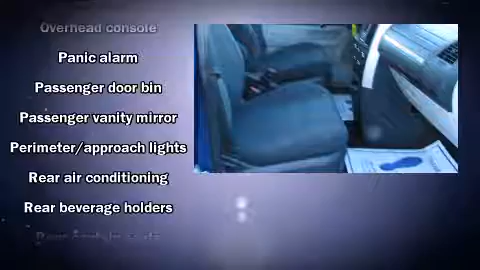 Overhead console
Panic alarm
Passenger door bin
Passenger vanity mirror
Perimeter/approach lights
Rear air conditioning
Rear beverage holders